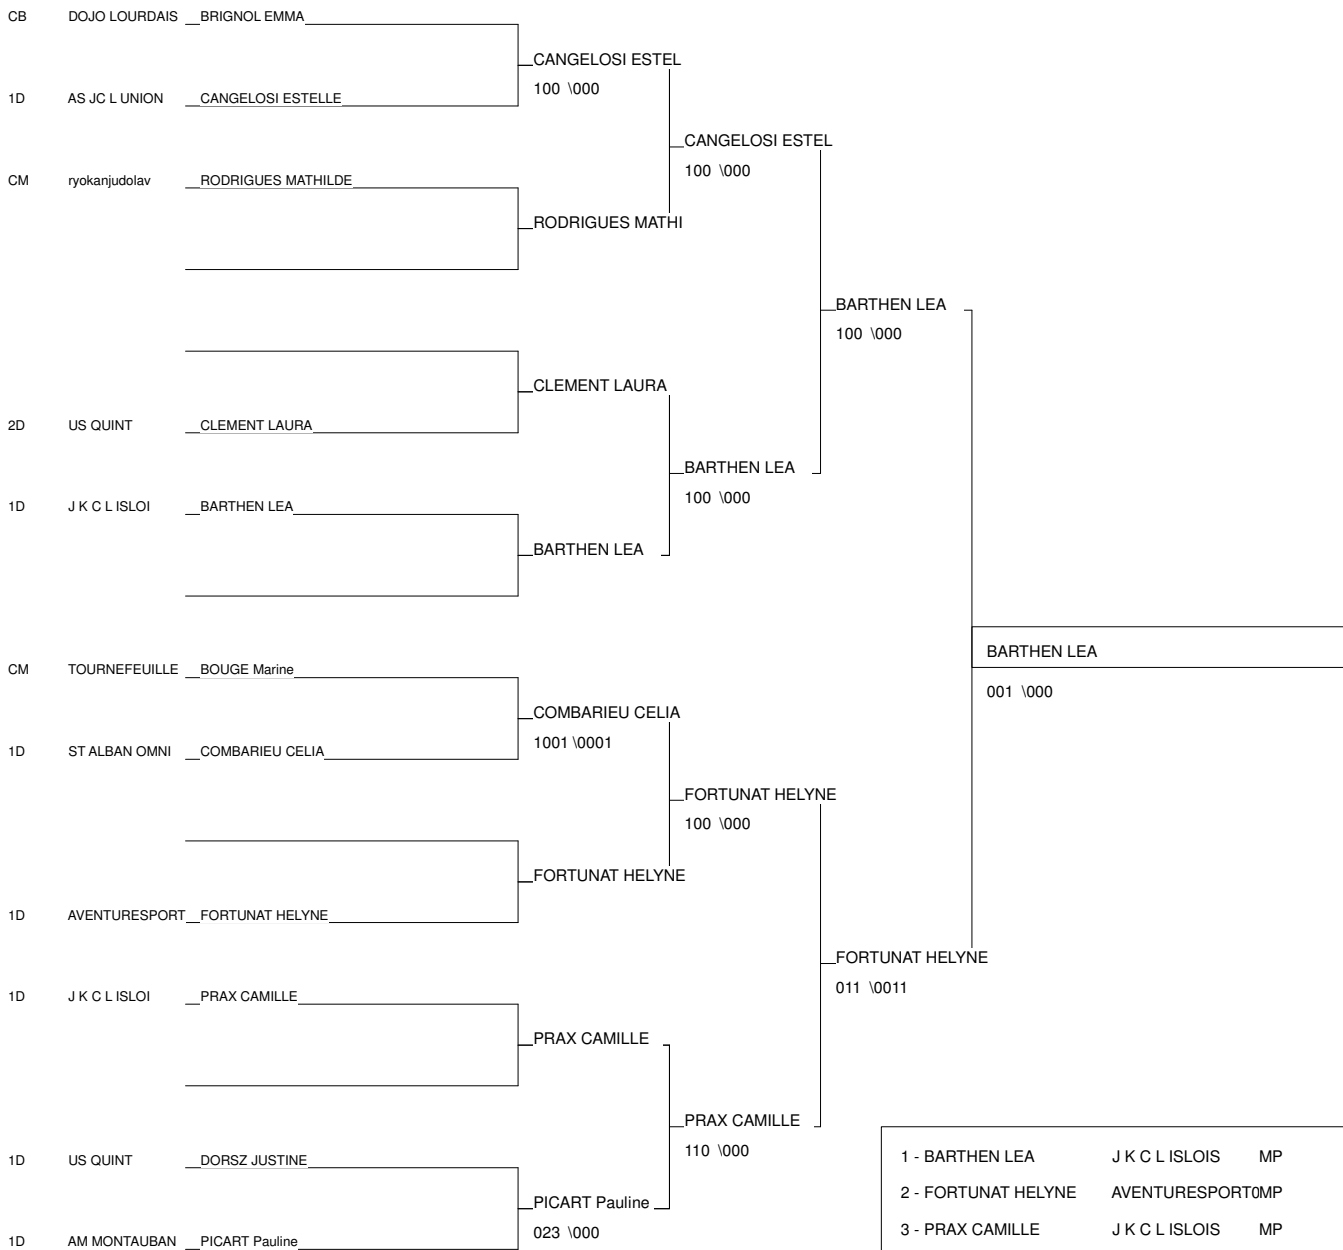 CB DOJO LOURDAIS BRIGNOL EMMA
CANGELOSI ESTEL
100 \000
1D AS JC L UNION CANGELOSI ESTELLE
CANGELOSI ESTEL
100 \000
CM ryokanjudolav RODRIGUES MATHILDE
RODRIGUES MATHI
BARTHEN LEA
100 \000
CLEMENT LAURA
2D US QUINT CLEMENT LAURA
BARTHEN LEA
100 \000
1D J K C L ISLOI BARTHEN LEA
BARTHEN LEA
BARTHEN LEA
001 \000
CM TOURNEFEUILLE BOUGE Marine
COMBARIEU CELIA
1001 \0001
1D ST ALBAN OMNI COMBARIEU CELIA
FORTUNAT HELYNE
100 \000
FORTUNAT HELYNE
1D AVENTURESPORT FORTUNAT HELYNE
FORTUNAT HELYNE
011 \0011
1D J K C L ISLOI PRAX CAMILLE
PRAX CAMILLE
PRAX CAMILLE
110 \000
1D US QUINT DORSZ JUSTINE
PICART Pauline
023 \000
1D AM MONTAUBAN PICART Pauline
1 - BARTHEN LEA J K C L ISLOIS MP
2 - FORTUNAT HELYNE AVENTURESPORT0MP
3 - PRAX CAMILLE J K C L ISLOIS MP